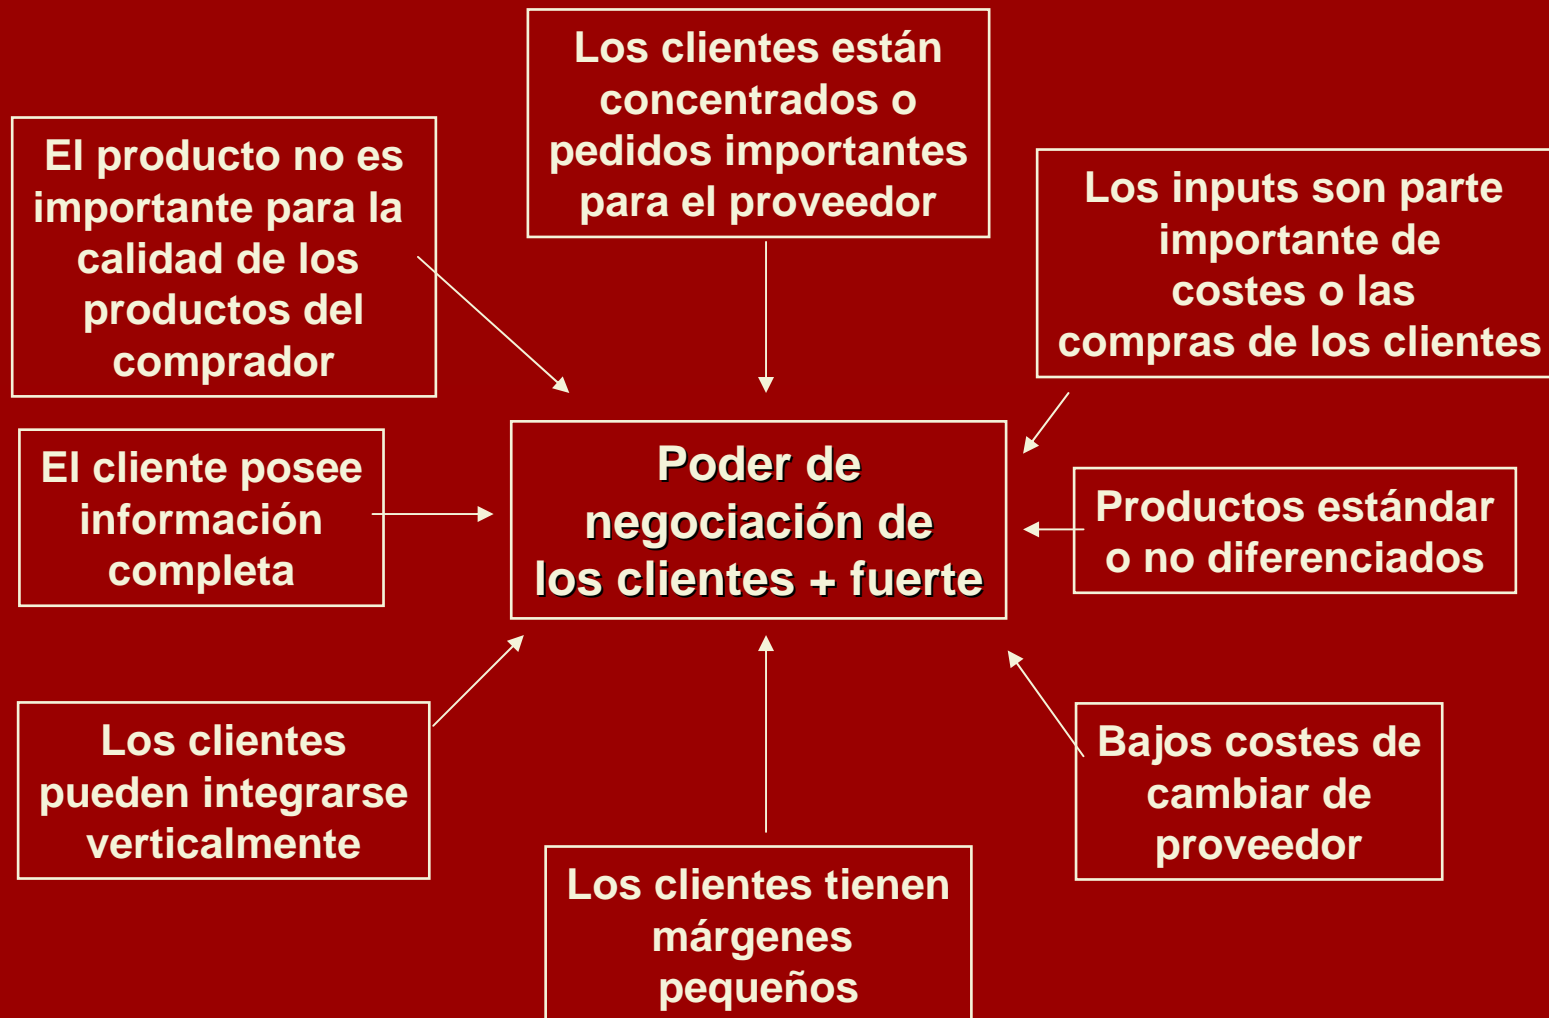 Los clientes están
concentrados o
pedidos importantes
para el proveedor
El producto no es
importante para la
calidad de los
productos del
comprador
Los inputs son parte
importante de
costes o las
compras de los clientes
El cliente posee
información
completa
Poder de
negociación de
los clientes + fuerte
Productos estándar
o no diferenciados
Los clientes
pueden integrarse
verticalmente
Bajos costes de
cambiar de
proveedor
Los clientes tienen
márgenes
pequeños